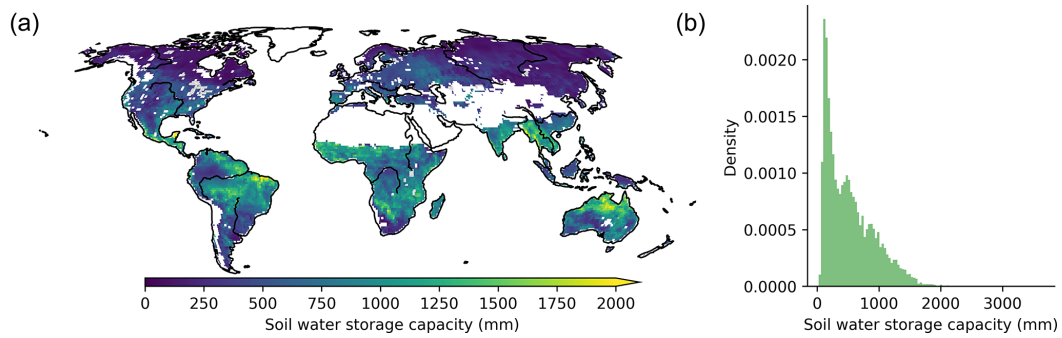 (a)
0 250 500 750 1000 1250 1500 1750 2000
Soil water storage capacity (mm)
(b)
Density
0.0020
0.0015
0.0010
0.0005
0.0000
0 1000 2000 3000
Soil water storage capacity (mm)